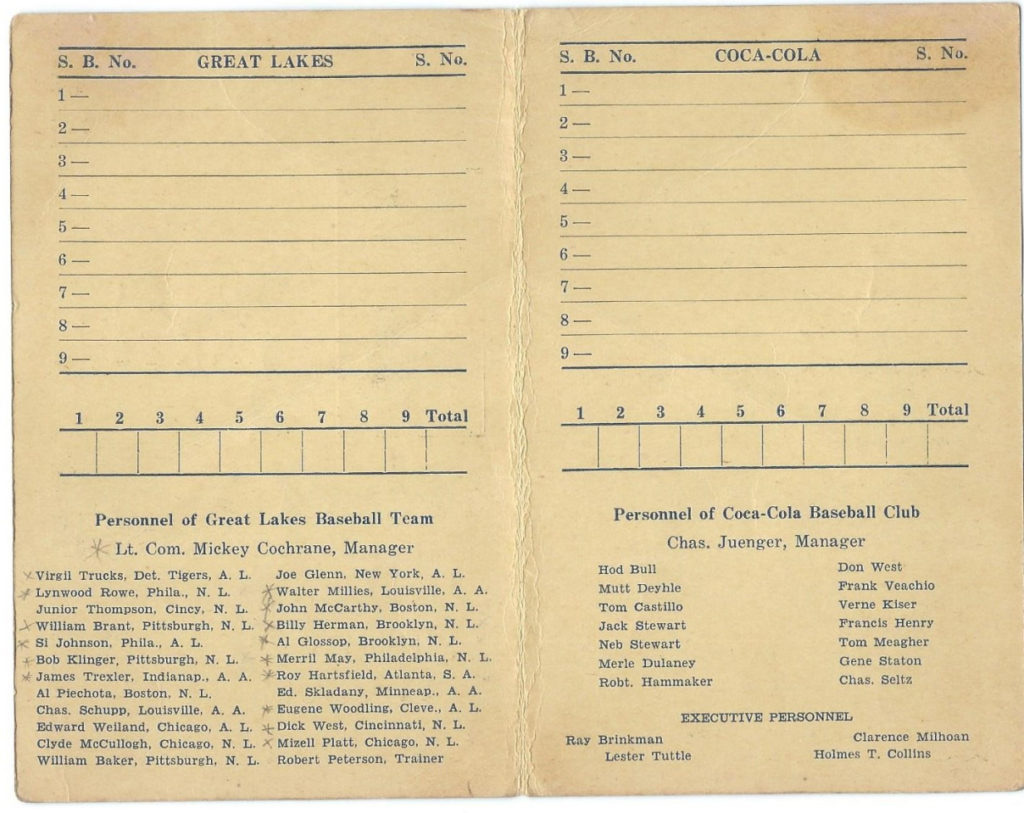 S. B. No. GREAT LAKES S. No.
1 —
2 —
3 —
4 —
5 —
6 —
7 —
8 —
9 —
1 2 3 4 5 6 7 8 9 Total
Personnel of Great Lakes Baseball Team
Lt. Com. Mickey Cochrane, Manager
Virgil Trucks, Det. Tigers, A. L.
Lynwood Rowe, Phila., N. L.
Junior Thompson, Cincy, N. L.
William Brant, Pittsburgh, N. L.
Si Johnson, Phila., A. L.
Bob Klinger, Pittsburgh, N. L.
James Trexler, Indianap., A. A.
Al Piechota, Boston, N. L.
Chas. Schupp, Louisville, A. A.
Edward Weiland, Chicago, A. L.
Clyde McCullogh, Chicago, N. L.
William Baker, Pittsburgh, N. L.
Joe Glenn, New York, A. L.
Walter Millies, Louisville, A. A.
John McCarthy, Boston, N. L.
Billy Herman, Brooklyn, N. L.
Al Glossop, Brooklyn, N. L.
Merril May, Philadelphia, N. L.
Roy Hartsfield, Atlanta, S. A.
Ed. Skladany, Minneap., A. A.
Eugene Woodling, Cleve., A. L.
Dick West, Cincinnati, N. L.
Mizell Platt, Chicago, N. L.
Robert Peterson, Trainer
S. B. No. COCA-COLA S. No.
1 —
2 —
3 —
4 —
5 —
6 —
7 —
8 —
9 —
1 2 3 4 5 6 7 8 9 Total
Personnel of Coca-Cola Baseball Club
Chas. Juenger, Manager
Hod Bull
Mutt Deyhle
Tom Castillo
Jack Stewart
Neb Stewart
Merle Dulaney
Robt. Hammaker
Don West
Frank Veachio
Verne Kiser
Francis Henry
Tom Meagher
Gene Staton
Chas. Seltz
EXECUTIVE PERSONNEL
Ray Brinkman Clarence Milhoan
Lester Tuttle Holmes T. Collins